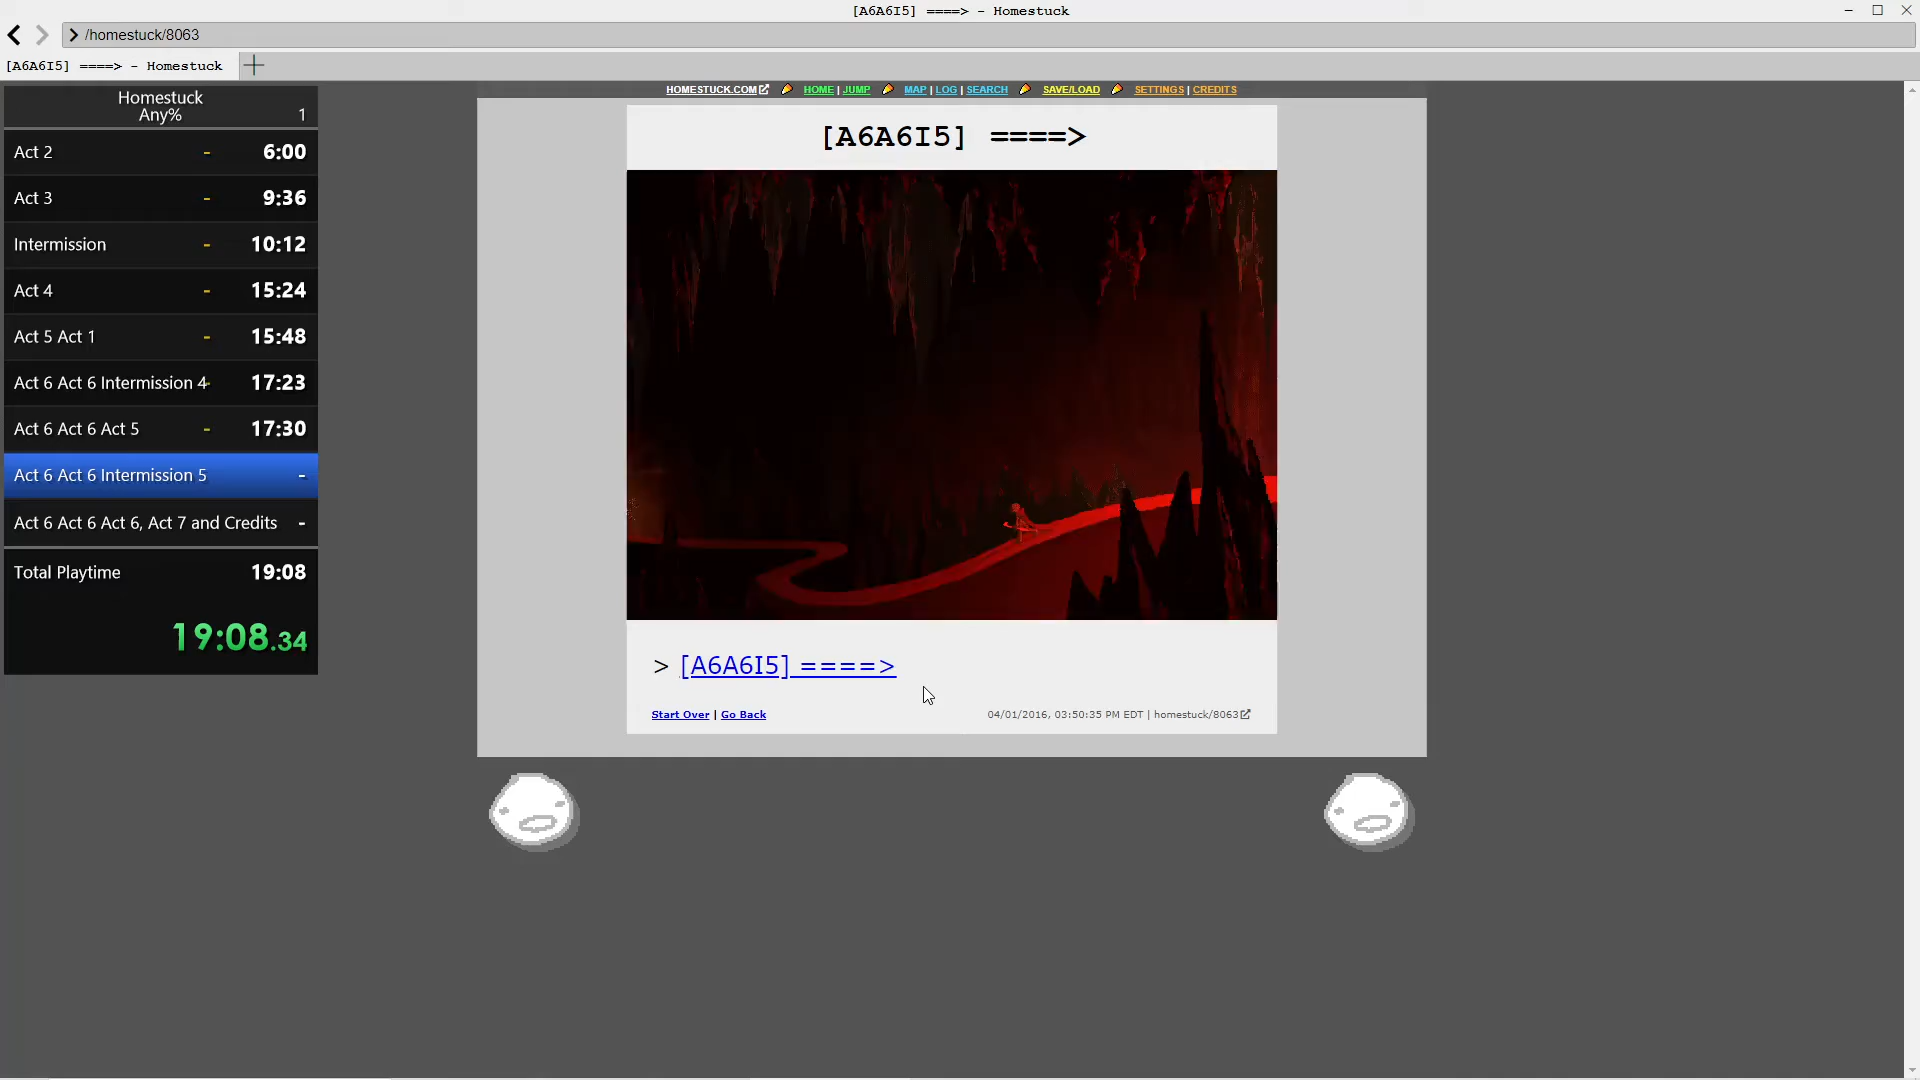 [A6A6I5] ====> - Homestuck
/homestuck/8063
[A6A6I5] ====> - Homestuck
HOMESTUCK.COM HOME | JUMP MAP | LOG | SEARCH SAVE/LOAD SETTINGS | CREDITS
Homestuck
Any% 1
Act 2 - 6:00
Act 3 - 9:36
Intermission - 10:12
Act 4 - 15:24
Act 5 Act 1 - 15:48
Act 6 Act 6 Intermission 4 - 17:23
Act 6 Act 6 Act 5 - 17:30
Act 6 Act 6 Intermission 5 -
Act 6 Act 6 Act 6, Act 7 and Credits -
Total Playtime 19:08
19:08.34
[A6A6I5] ====>
> [A6A6I5] ====>
Start Over | Go Back 04/01/2016, 03:50:35 PM EDT | homestuck/8063